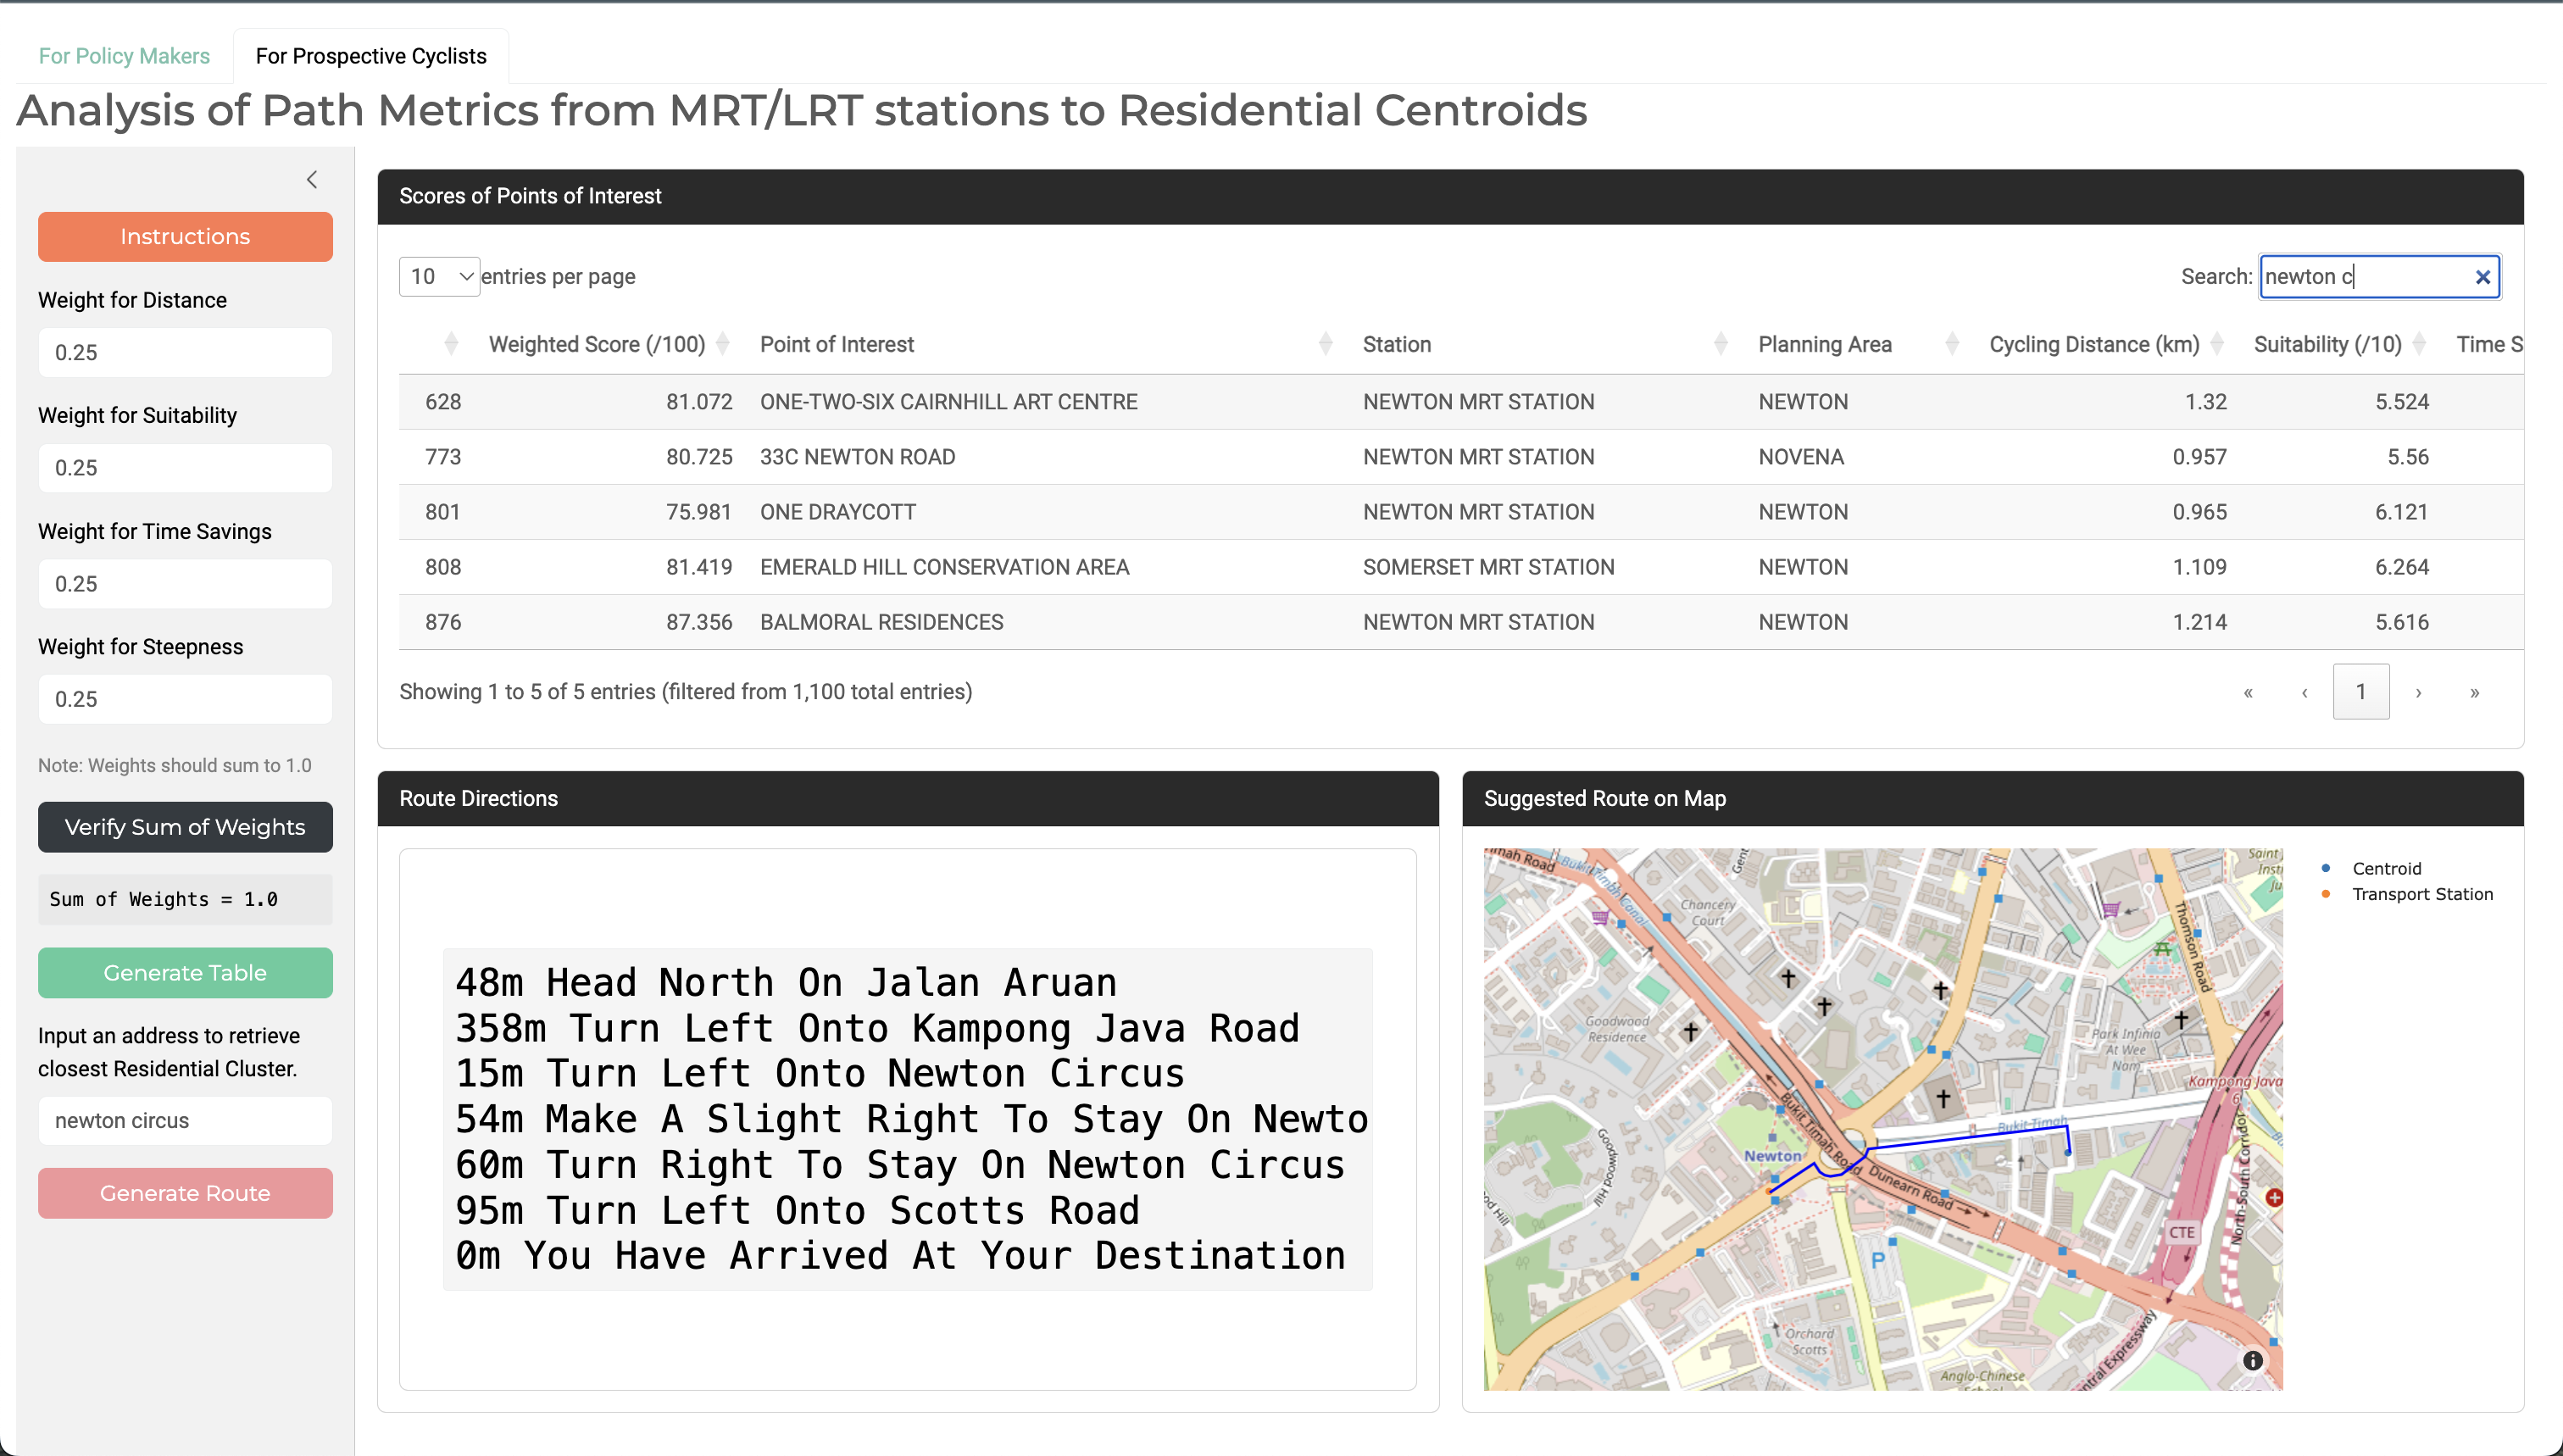 For Policy Makers
For Prospective Cyclists
Analysis of Path Metrics from MRT/LRT stations to Residential Centroids
Instructions
Weight for Distance
0.25
Weight for Suitability
0.25
Weight for Time Savings
0.25
Weight for Steepness
0.25
Note: Weights should sum to 1.0
Verify Sum of Weights
Sum of Weights = 1.0
Generate Table
Input an address to retrieve
closest Residential Cluster.
newton circus
Generate Route
Scores of Points of Interest
10 entries per page
Search: newton c
Weighted Score (/100) Point of Interest Station Planning Area Cycling Distance (km) Suitability (/10) Time S
628 81.072 ONE-TWO-SIX CAIRNHILL ART CENTRE NEWTON MRT STATION NEWTON 1.32 5.524
773 80.725 33C NEWTON ROAD NEWTON MRT STATION NOVENA 0.957 5.56
801 75.981 ONE DRAYCOTT NEWTON MRT STATION NEWTON 0.965 6.121
808 81.419 EMERALD HILL CONSERVATION AREA SOMERSET MRT STATION NEWTON 1.109 6.264
876 87.356 BALMORAL RESIDENCES NEWTON MRT STATION NEWTON 1.214 5.616
Showing 1 to 5 of 5 entries (filtered from 1,100 total entries)
« ‹ 1 › »
Route Directions
48m Head North On Jalan Aruan
358m Turn Left Onto Kampong Java Road
15m Turn Left Onto Newton Circus
54m Make A Slight Right To Stay On Newto
60m Turn Right To Stay On Newton Circus
95m Turn Left Onto Scotts Road
0m You Have Arrived At Your Destination
Suggested Route on Map
Centroid
Transport Station
Chancery
Court
Thomson Road
Goodwood
Residence
Park Infinia
At Wee
Nam
Kampong Java
6
Bukit Timah
Bukit Timah Road
Newton
Dunearn Road
Goodwood Hill
North-South Corridor
CTE
P
Orchard
Scotts
Anglo-Chinese